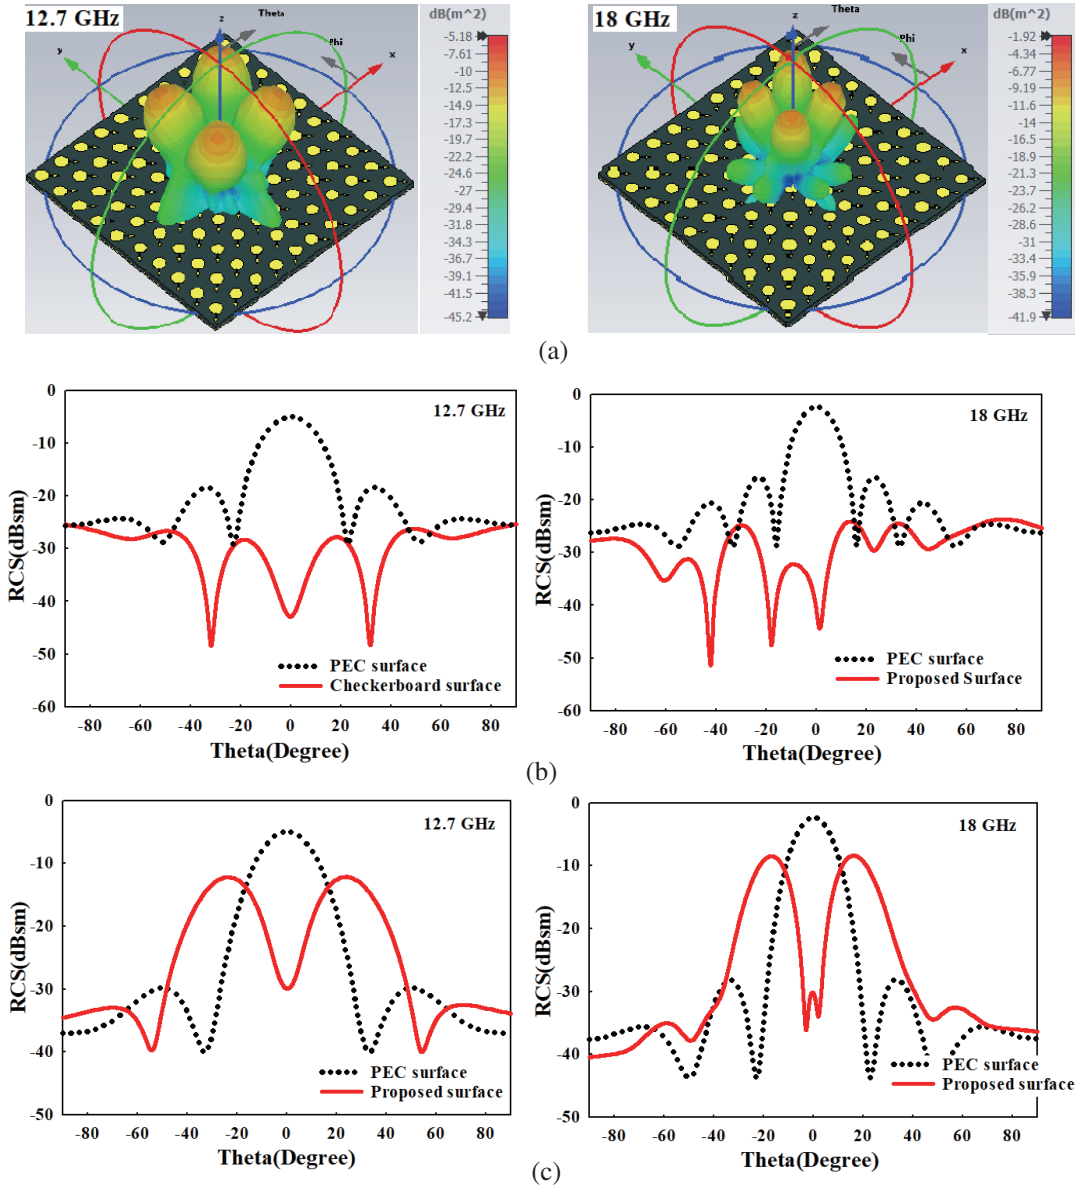 12.7 GHz
z
Theta
Phi
y
x
dB(m^2)
-5.18
-7.61
-10
-12.5
-14.9
-17.3
-19.7
-22.2
-24.6
-27
-29.4
-31.8
-34.3
-36.7
-39.1
-41.5
-45.2
18 GHz
z
Theta
Phi
y
x
dB(m^2)
-1.92
-4.34
-6.77
-9.19
-11.6
-14
-16.5
-18.9
-21.3
-23.7
-26.2
-28.6
-31
-33.4
-35.9
-38.3
-41.9
(a)
12.7 GHz
RCS(dBsm)
0
-10
-20
-30
-40
-50
-60
-80 -60 -40 -20 0 20 40 60 80
Theta(Degree)
PEC surface
Checkerboard surface
18 GHz
RCS(dBsm)
0
-10
-20
-30
-40
-50
-60
-80 -60 -40 -20 0 20 40 60 80
Theta(Degree)
PEC surface
Proposed Surface
(b)
12.7 GHz
RCS(dBsm)
0
-10
-20
-30
-40
-50
-80 -60 -40 -20 0 20 40 60 80
Theta(Degree)
PEC surface
Proposed surface
18 GHz
RCS(dBsm)
0
-10
-20
-30
-40
-50
-80 -60 -40 -20 0 20 40 60 80
Theta(Degree)
PEC surface
Proposed surface
(c)